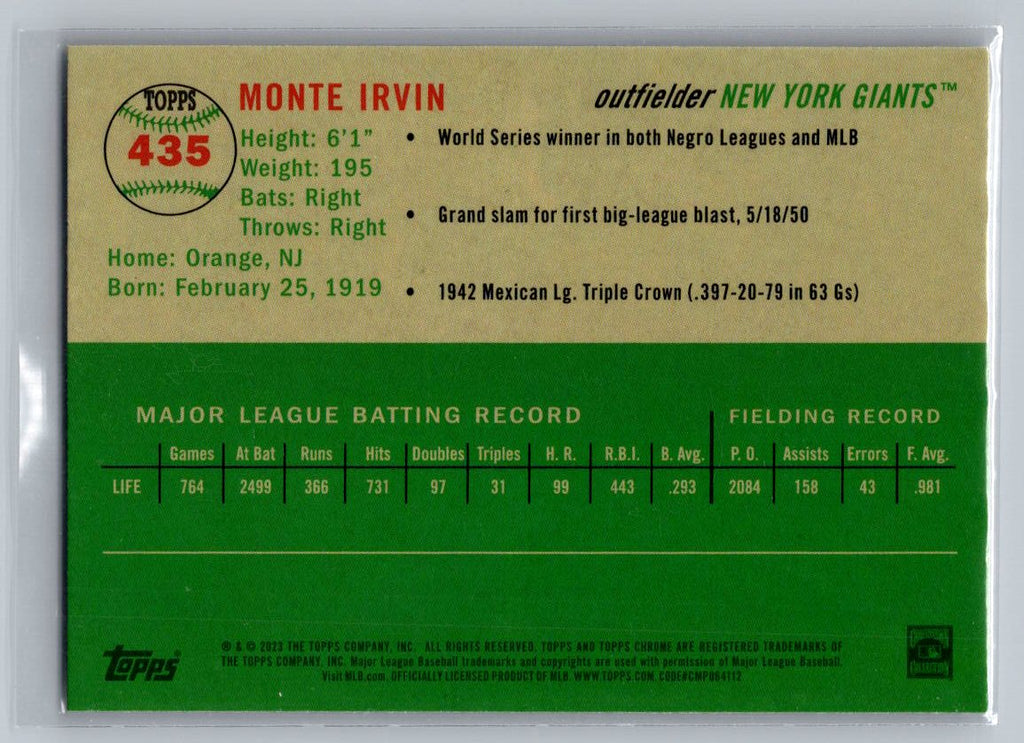 TOPPS
435
MONTE IRVIN
outfielder NEW YORK GIANTS™
Height: 6'1"
Weight: 195
Bats: Right
Throws: Right
Home: Orange, NJ
Born: February 25, 1919
• World Series winner in both Negro Leagues and MLB
• Grand slam for first big-league blast, 5/18/50
• 1942 Mexican Lg. Triple Crown (.397-20-79 in 63 Gs)
MAJOR LEAGUE BATTING RECORD FIELDING RECORD
Games At Bat Runs Hits Doubles Triples H. R. R.B.I. B. Avg. P. O. Assists Errors F. Avg.
LIFE 764 2499 366 731 97 31 99 443 .293 2084 158 43 .981
Topps®
® & © 2023 THE TOPPS COMPANY, INC. ALL RIGHTS RESERVED. TOPPS AND TOPPS CHROME ARE REGISTERED TRADEMARKS OF
THE TOPPS COMPANY, INC. Major League Baseball trademarks and copyrights are used with permission of Major League Baseball.
Visit MLB.com. OFFICIALLY LICENSED PRODUCT OF MLB. WWW.TOPPS.COM. CODE#CMP064112